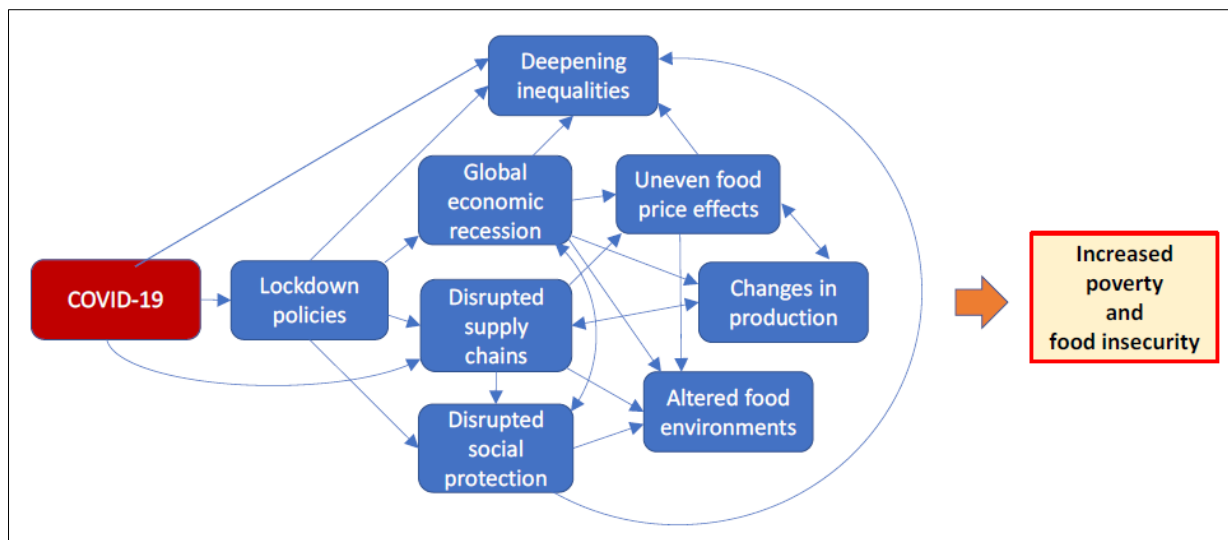 Deepening
inequalities
Global
economic
recession
Uneven food
price effects
COVID-19
Lockdown
policies
Disrupted
supply
chains
Changes in
production
Disrupted
social
protection
Altered food
environments
Increased
poverty
and
food insecurity